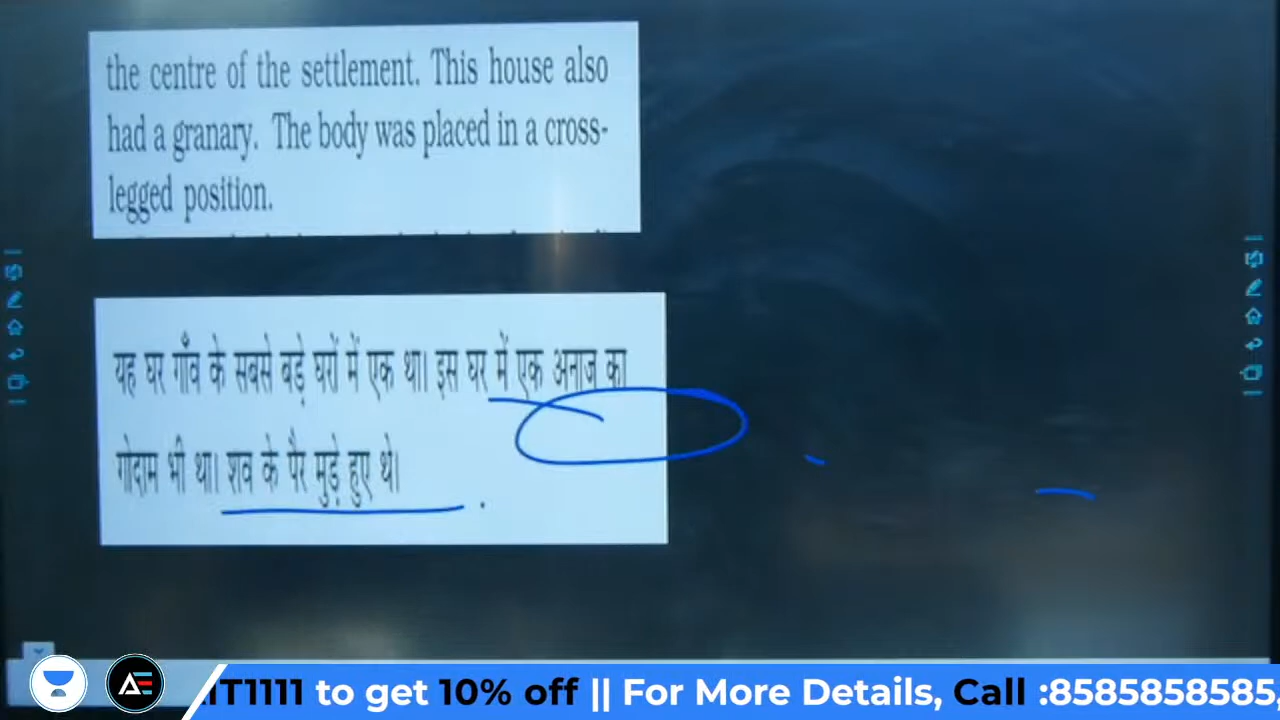 the centre of the settlement. This house also
had a granary. The body was placed in a cross-
legged position.
यह घर गाँव के सबसे बड़े घरों में एक था। इस घर में एक अनाज का
गोदाम भी था। शव के पैर मुड़े हुए थे।
AE
IT1111 to get 10% off || For More Details, Call :8585858585,